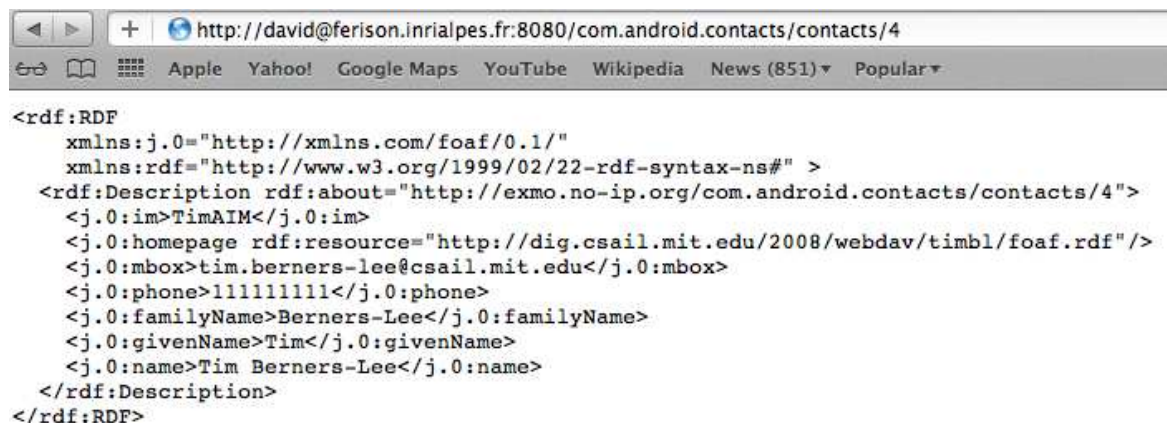 http://david@ferison.inrialpes.fr:8080/com.android.contacts/contacts/4
Apple Yahoo! Google Maps YouTube Wikipedia News (851) Popular
<rdf:RDF
xmlns:j.0="http://xmlns.com/foaf/0.1/"
xmlns:rdf="http://www.w3.org/1999/02/22-rdf-syntax-ns#" >
<rdf:Description rdf:about="http://exmo.no-ip.org/com.android.contacts/contacts/4">
<j.0:im>TimAIM</j.0:im>
<j.0:homepage rdf:resource="http://dig.csail.mit.edu/2008/webdav/timbl/foaf.rdf"/>
<j.0:mbox>tim.berners-lee@csail.mit.edu</j.0:mbox>
<j.0:phone>111111111</j.0:phone>
<j.0:familyName>Berners-Lee</j.0:familyName>
<j.0:givenName>Tim</j.0:givenName>
<j.0:name>Tim Berners-Lee</j.0:name>
</rdf:Description>
</rdf:RDF>